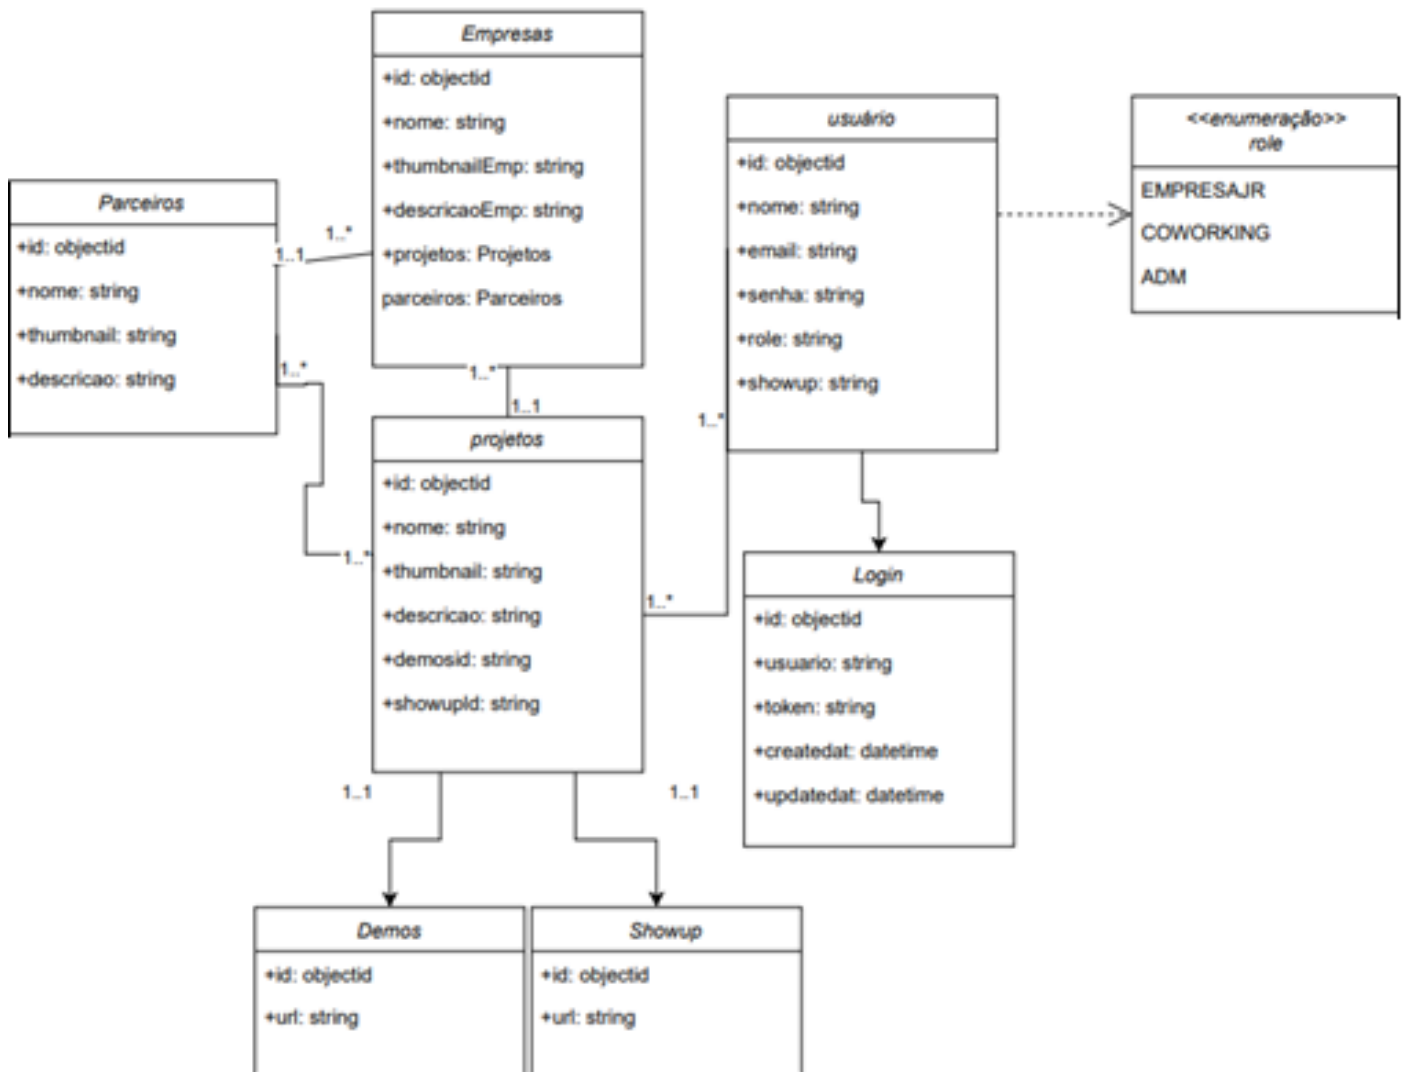 Empresas
+id: objectid
+nome: string
+thumbnailEmp: string
+descricaoEmp: string
+projetos: Projetos
parceiros: Parceiros
usuário
+id: objectid
+nome: string
+email: string
+senha: string
+role: string
+showup: string
<<enumeração>>
role
EMPRESAJR
COWORKING
ADM
Parceiros
+id: objectid
+nome: string
+thumbnail: string
+descricao: string
1..1
1..*
1..*
1..*
1..*
1..1
projetos
+id: objectid
+nome: string
+thumbnail: string
+descricao: string
+demosid: string
+showupId: string
1..*
1..*
Login
+id: objectid
+usuario: string
+token: string
+createdat: datetime
+updatedat: datetime
1..1
1..1
Demos
+id: objectid
+url: string
Showup
+id: objectid
+url: string